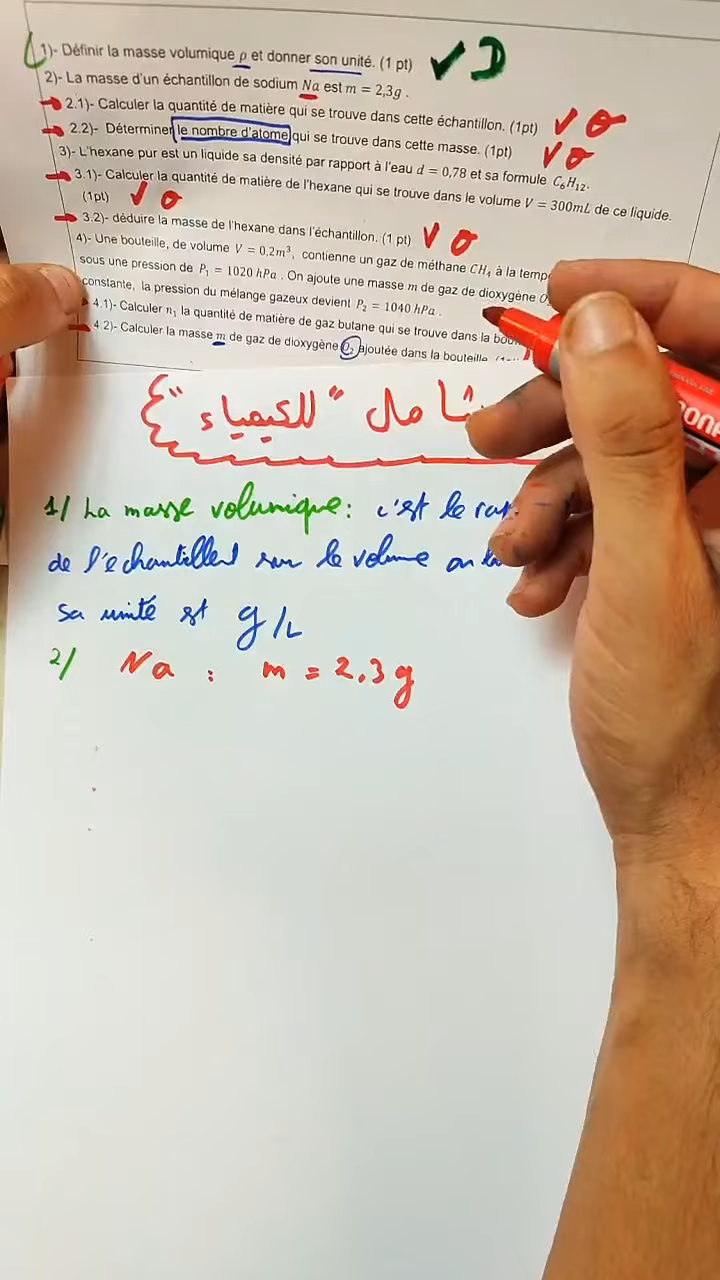 1)- Définir la masse volumique ρ et donner son unité. (1 pt) D
2)- La masse d'un échantillon de sodium Na est m = 2,3g .
2.1)- Calculer la quantité de matière qui se trouve dans cette échantillon. (1pt)
2.2)- Déterminer le nombre d'atome qui se trouve dans cette masse. (1pt)
3)- L'hexane pur est un liquide sa densité par rapport à l'eau d = 0,78 et sa formule C₆H₁₂.
3.1)- Calculer la quantité de matière de l'hexane qui se trouve dans le volume V = 300mL de ce liquide.
(1pt)
3.2)- déduire la masse de l'hexane dans l'échantillon. (1 pt)
4)- Une bouteille, de volume V = 0,2m³, contienne un gaz de méthane CH₄ à la
sous une pression de P₁ = 1020 hPa . On ajoute une masse m de gaz de dioxygène
constante, la pression du mélange gazeux devient P₂ = 1040 hPa .
4.1)- Calculer n₁ la quantité de matière de gaz butane qui se trouve dans la
4.2)- Calculer la masse m de gaz de dioxygène O₂ ajoutée dans la bouteille
شامل "للكيمياء"
1/ La masse volumique : c'est le
de l'échantillent sur le volume on
sa unité est g/L
2/ Na : m = 2,3g